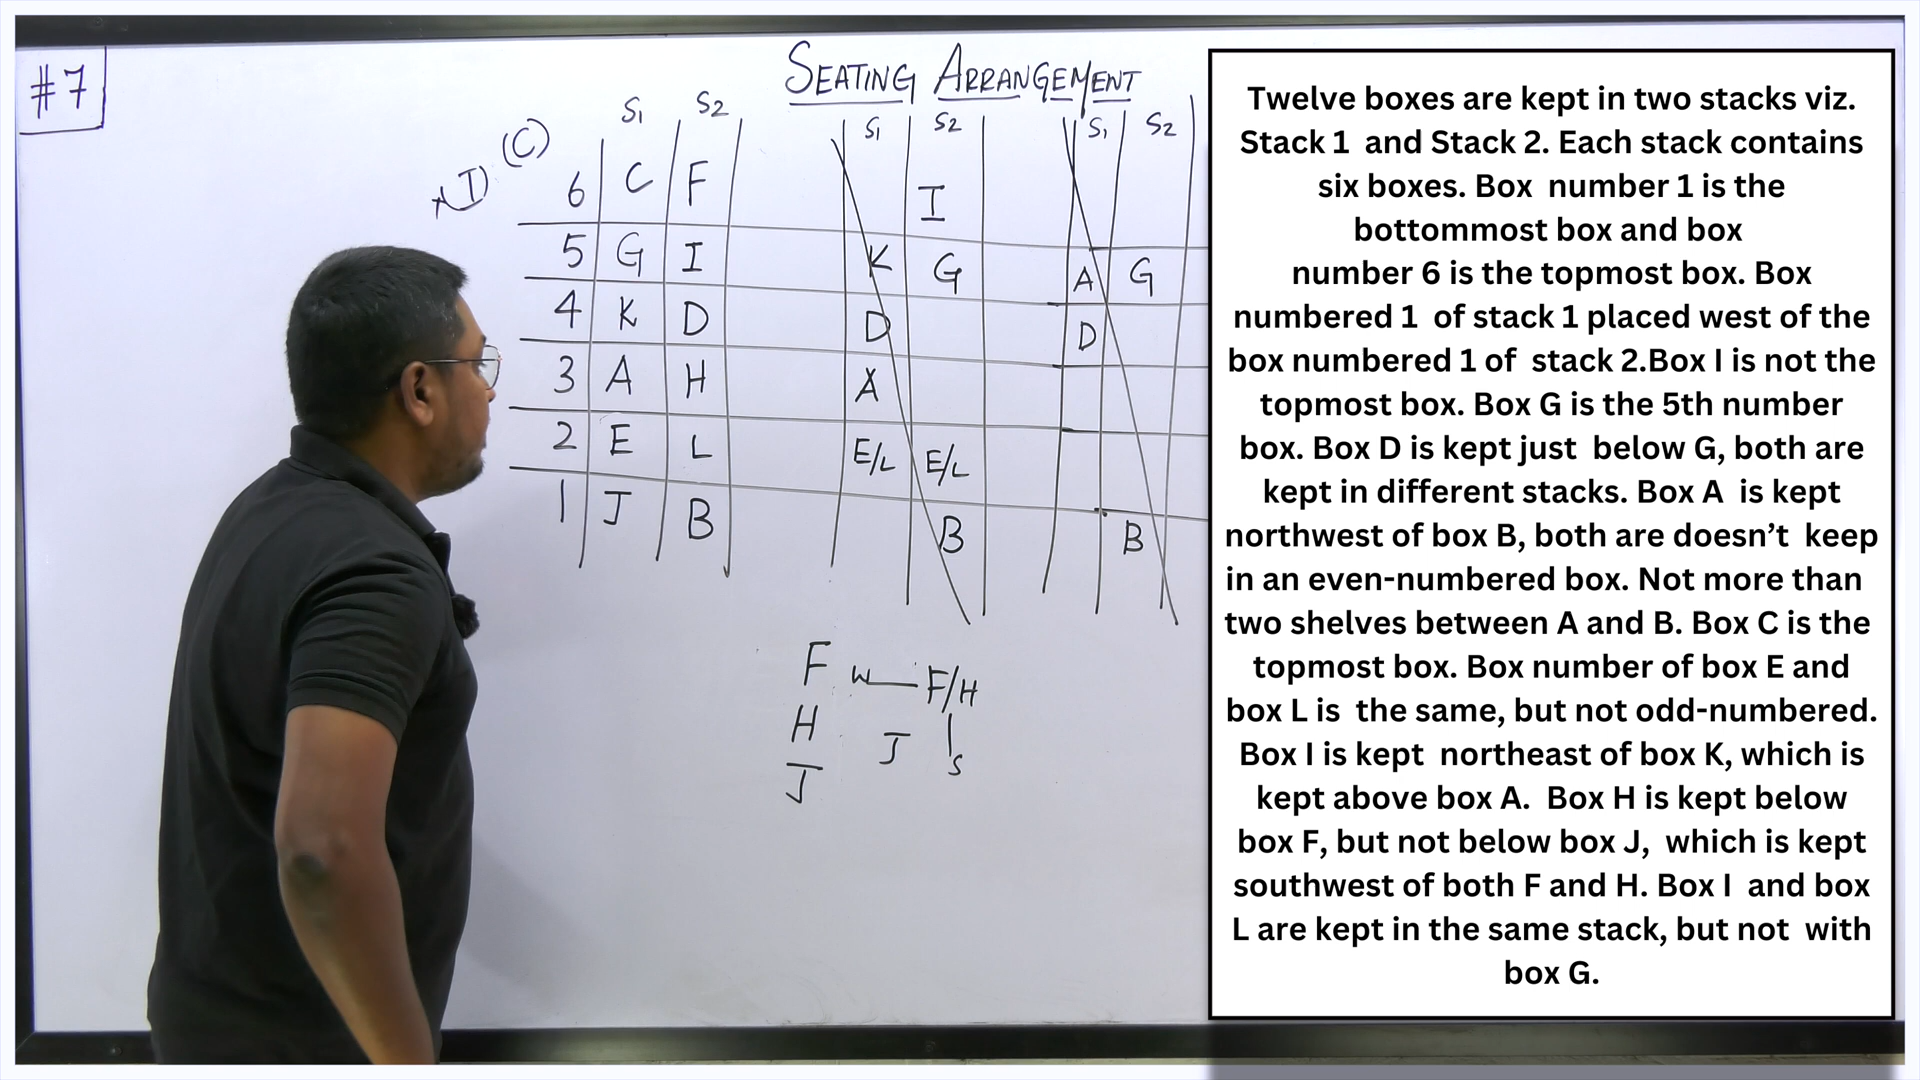 #7
SEATING ARRANGEMENT
S1 S2
(C)
I)
6 C F
5 G I
4 K D
3 A H
2 E L
1 J B
S1 S2
I
K G
D
A
E/L E/L
B
S1 S2
A G
D
B
F
H
J
W F/H
J S
Twelve boxes are kept in two stacks viz.
Stack 1 and Stack 2. Each stack contains
six boxes. Box number 1 is the
bottommost box and box
number 6 is the topmost box. Box
numbered 1 of stack 1 placed west of the
box numbered 1 of stack 2.Box I is not the
topmost box. Box G is the 5th number
box. Box D is kept just below G, both are
kept in different stacks. Box A is kept
northwest of box B, both are doesn’t keep
in an even-numbered box. Not more than
two shelves between A and B. Box C is the
topmost box. Box number of box E and
box L is the same, but not odd-numbered.
Box I is kept northeast of box K, which is
kept above box A. Box H is kept below
box F, but not below box J, which is kept
southwest of both F and H. Box I and box
L are kept in the same stack, but not with
box G.